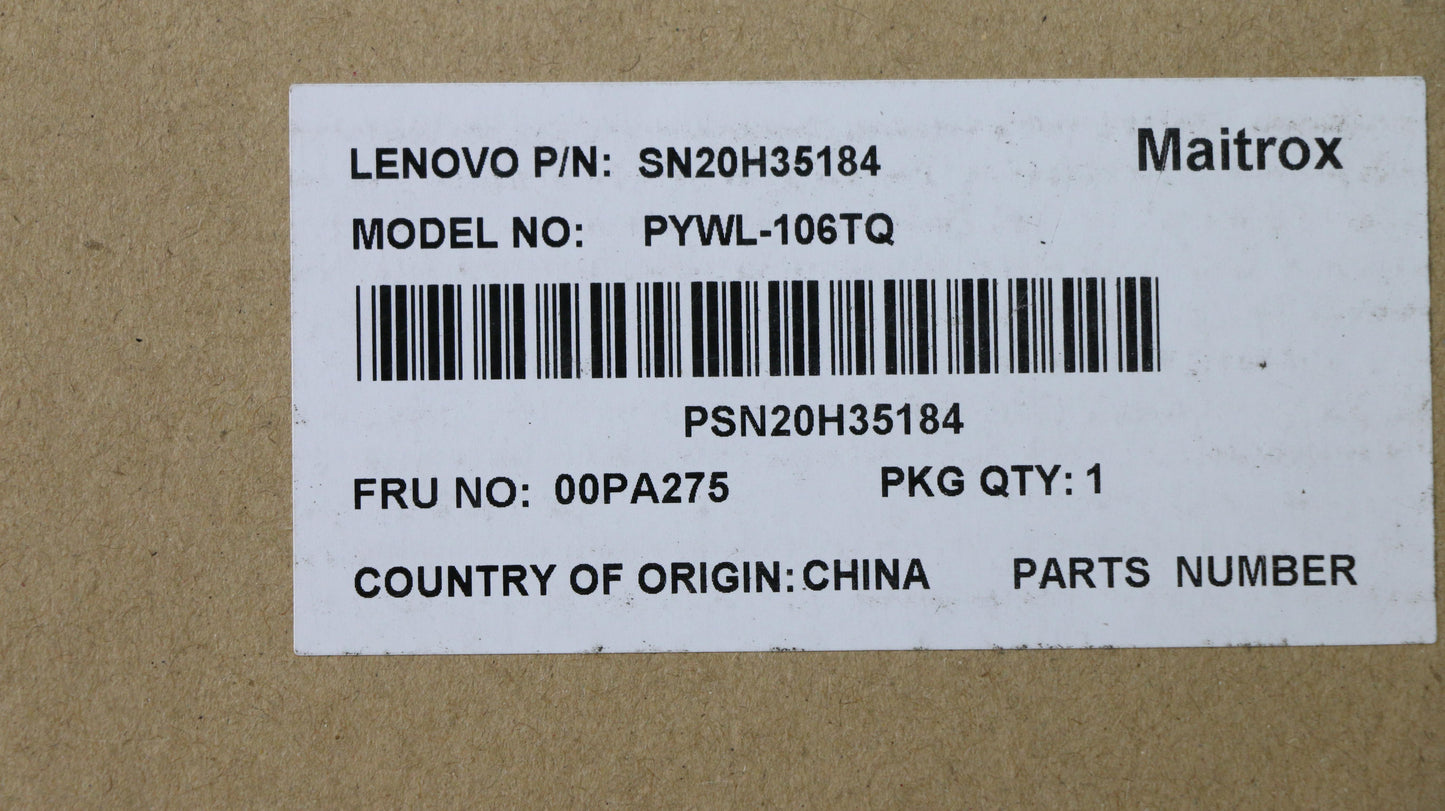 LENOVO P/N: SN20H35184
Maitrox
MODEL NO: PYWL-106TQ
PSN20H35184
FRU NO: 00PA275 PKG QTY: 1
COUNTRY OF ORIGIN: CHINA PARTS NUMBER